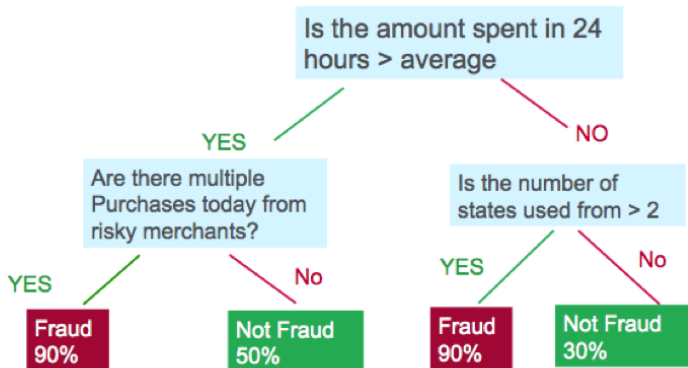 Is the amount spent in 24
hours > average
YES
NO
Are there multiple
Purchases today from
risky merchants?
Is the number of
states used from > 2
YES
No
YES
No
Fraud
90%
Not Fraud
50%
Fraud
90%
Not Fraud
30%